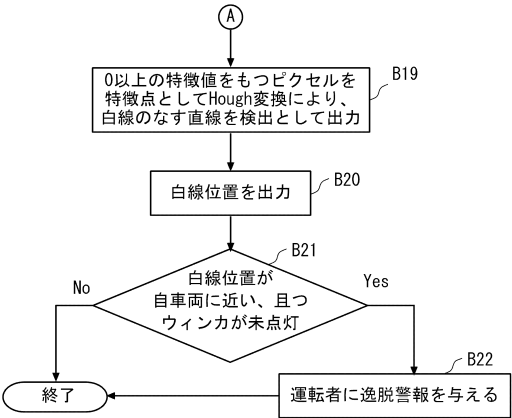 A
0以上の特徴値をもつピクセルを
特徴点としてHough変換により、
白線のなす直線を検出として出力
B19
白線位置を出力
B20
B21
白線位置が
自車両に近い、且つ
ウィンカが未点灯
No
Yes
B22
終了
運転者に逸脱警報を与える